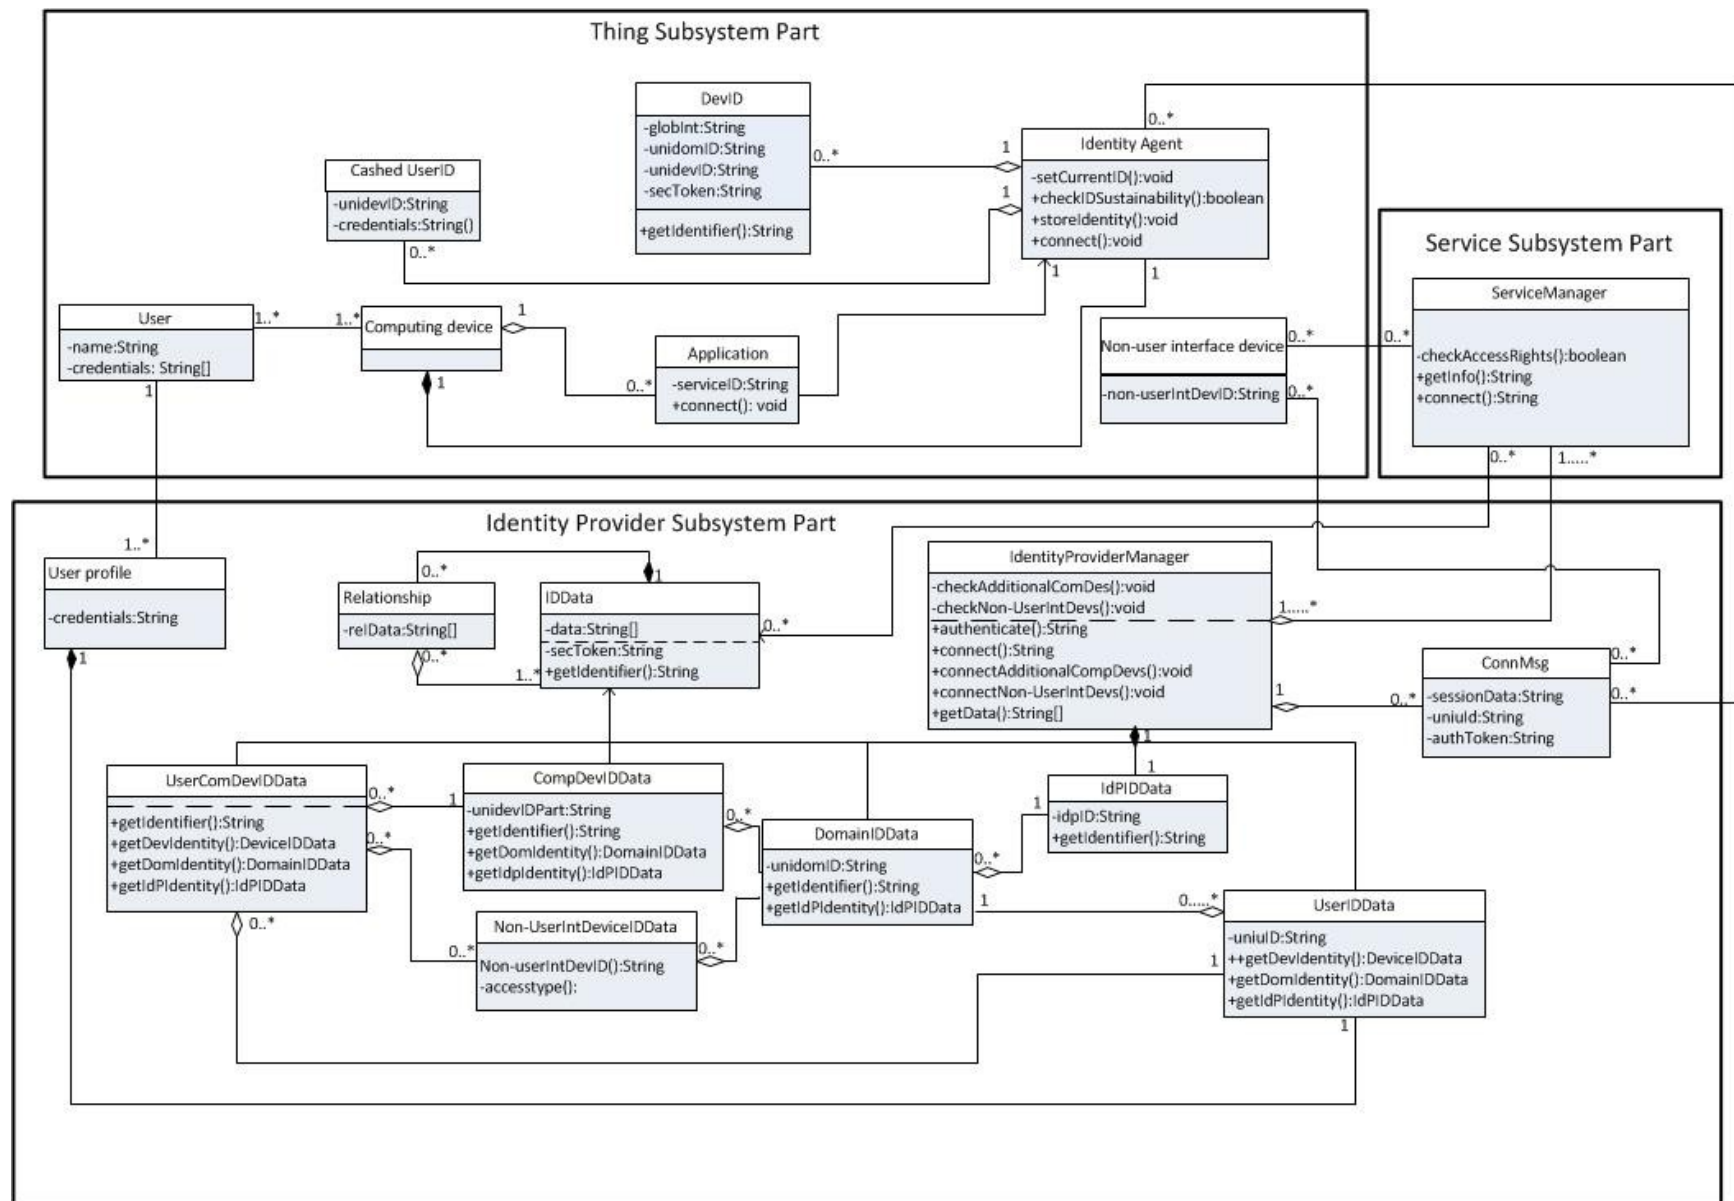 Thing Subsystem Part
DevID
-globInt:String
-unidomID:String
-unidevID:String
-secToken:String
+getIdentifier():String
0..*
1
0..*
Identity Agent
-setCurrentID():void
+checkIDSustainability():boolean
+storeIdentity():void
+connect():void
1
1
1
Cashed UserID
-unidevID:String
-credentials:String()
0..*
User
-name:String
-credentials: String[]
1..*
1..*
1
Computing device
1
1
0..*
Application
-serviceID:String
+connect(): void
Non-user interface device
-non-userIntDevID:String
0..*
0..*
0..*
Service Subsystem Part
ServiceManager
-checkAccessRights():boolean
+getInfo():String
+connect():String
0..*
1.....*
Identity Provider Subsystem Part
1..*
User profile
-credentials:String
1
0..*
1
Relationship
-relData:String[]
0..*
1..*
IDData
-data:String[]
-secToken:String
+getIdentifier():String
0..*
IdentityProviderManager
-checkAdditionalComDes():void
-checkNon-UserIntDevs():void
+authenticate():String
+connect():String
+connectAdditionalCompDevs():void
+connectNon-UserIntDevs():void
+getData():String[]
1.....*
1
0..*
1
ConnMsg
-sessionData:String
-uniuId:String
-authToken:String
0..*
0..*
UserComDevIDData
+getIdentifier():String
+getDevIdentity():DeviceIDData
+getDomIdentity():DomainIDData
+getIdPIdentity():IdPIDData
0..*
1
0..*
0..*
0..*
CompDevIDData
-unidevIDPart:String
+getIdentifier():String
+getDomIdentity():DomainIDData
+getIdpIdentity():IdPIDData
0..*
Non-UserIntDeviceIDData
Non-userIntDevID():String
-accesstype():
0..*
DomainIDData
-unidomID:String
+getIdentifier():String
+getIdPIdentity():IdPIDData
0..*
1
1
1
IdPIDData
-idpID:String
+getIdentifier():String
0.....*
1
UserIDData
-uniuID:String
++getDevIdentity():DeviceIDData
+getDomIdentity():DomainIDData
+getIdPIdentity():IdPIDData
1